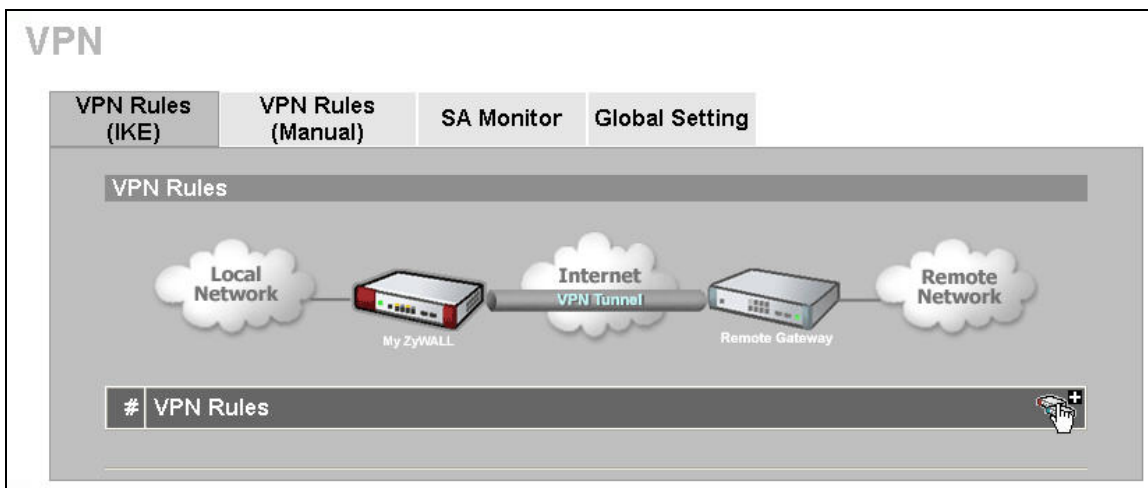 VPN
VPN Rules
(IKE)
VPN Rules
(Manual)
SA Monitor
Global Setting
VPN Rules
Local
Network
Internet
VPN Tunnel
Remote
Network
My ZyWALL
Remote Gateway
# VPN Rules